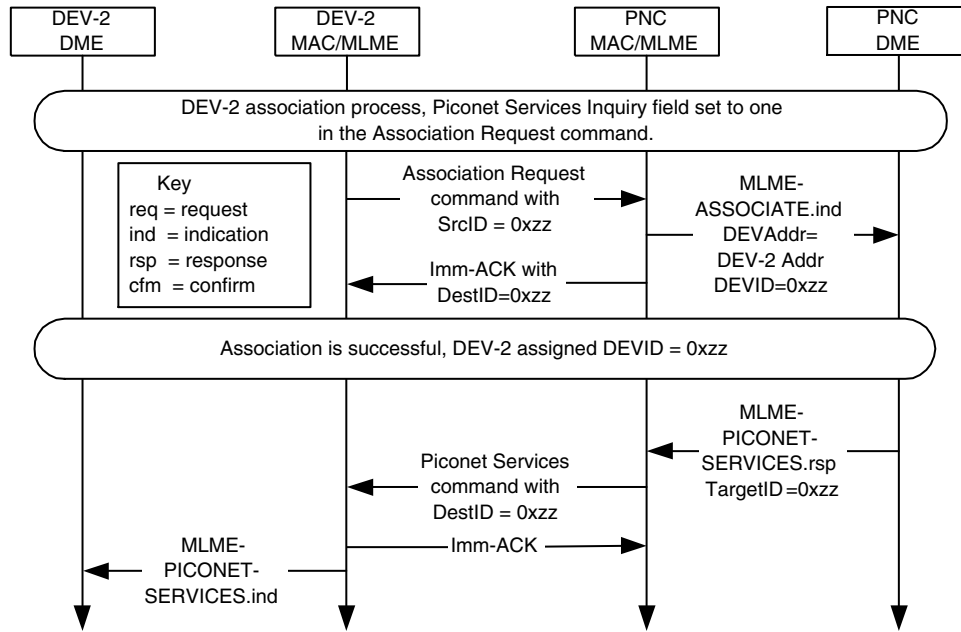 DEV-2
DME
DEV-2
MAC/MLME
PNC
MAC/MLME
PNC
DME
DEV-2 association process, Piconet Services Inquiry field set to one
in the Association Request command.
Key
req = request
ind = indication
rsp = response
cfm = confirm
Association Request
command with
SrcID = 0xzz
MLME-
ASSOCIATE.ind
DEVAddr=
DEV-2 Addr
DEVID=0xzz
Imm-ACK with
DestID=0xzz
Association is successful, DEV-2 assigned DEVID = 0xzz
MLME-
PICONET-
SERVICES.rsp
TargetID=0xzz
Piconet Services
command with
DestID = 0xzz
Imm-ACK
MLME-
PICONET-
SERVICES.ind